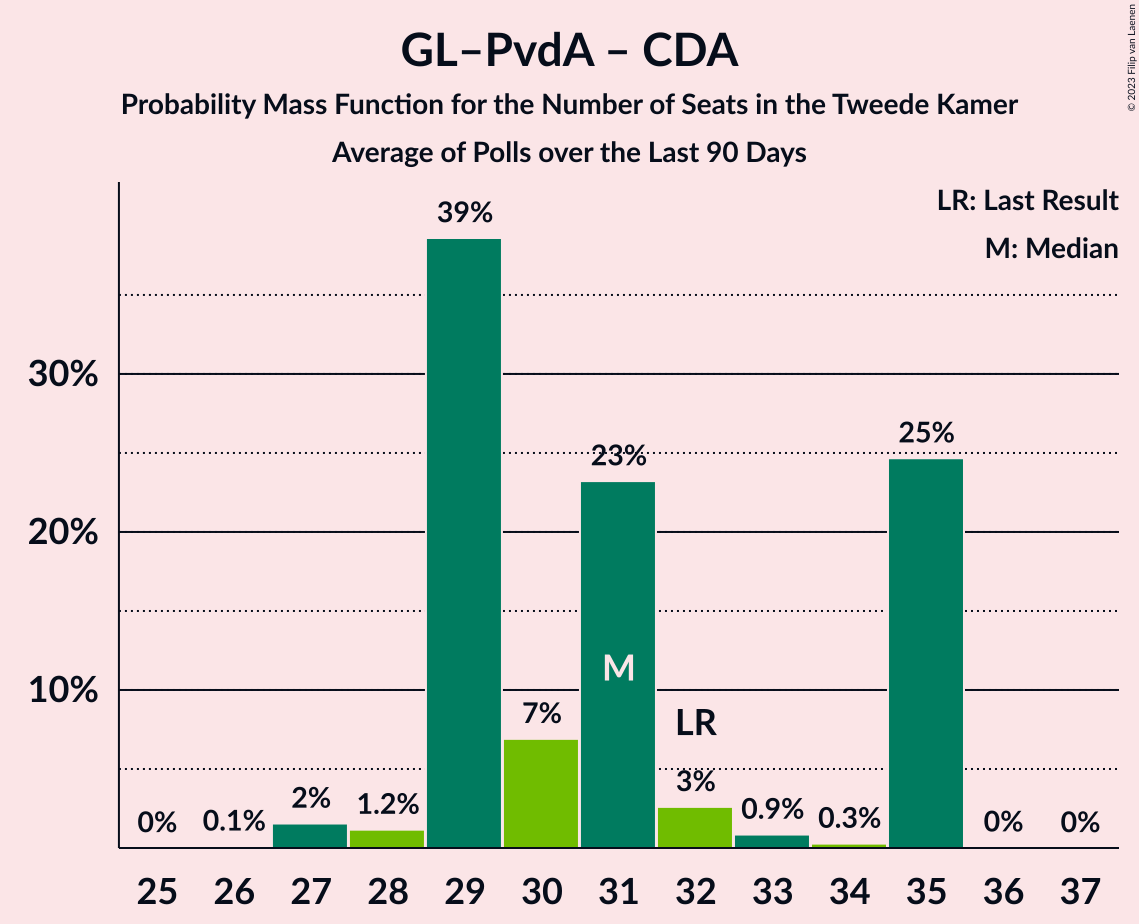 GL–PvdA – CDA
Probability Mass Function for the Number of Seats in the Tweede Kamer
Average of Polls over the Last 90 Days
© 2023 Filip van Laenen
LR: Last Result
M: Median
39%
30%
25%
23%
20%
M
10%
LR
7%
3%
2%
1.2%
0.9%
0.3%
0%
0.1%
0%
0%
25 26 27 28 29 30 31 32 33 34 35 36 37